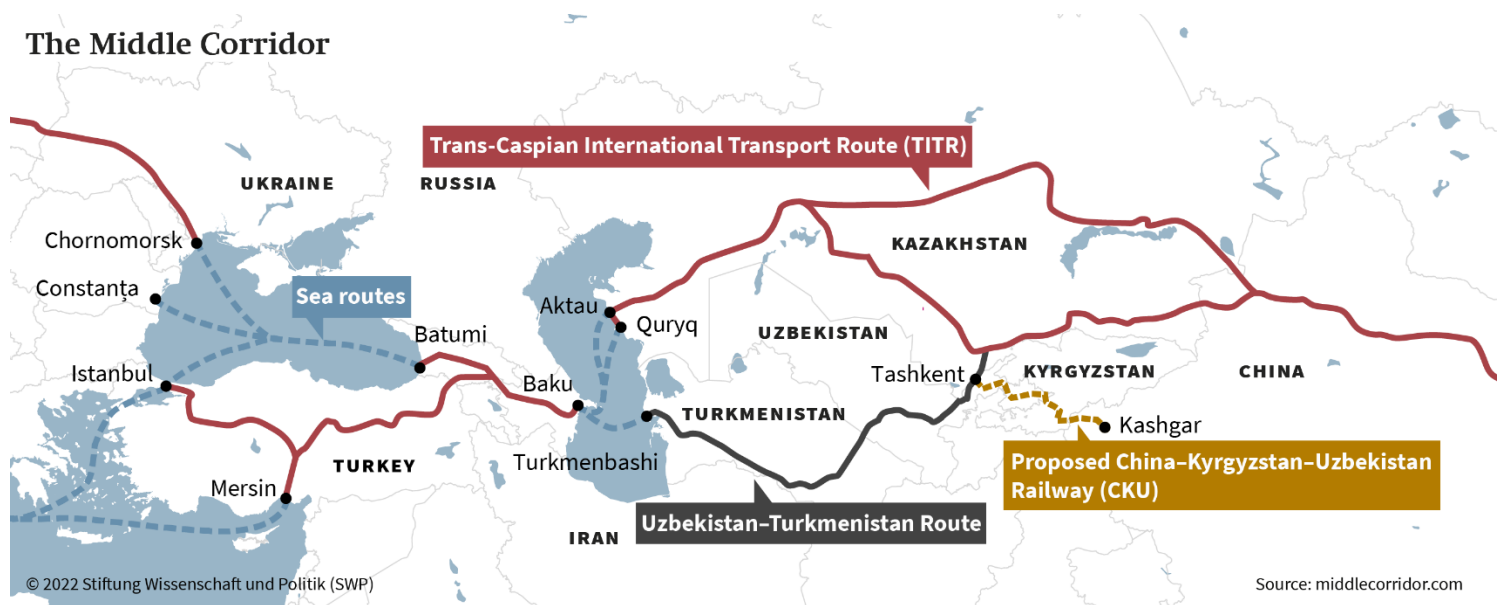 The Middle Corridor
Trans-Caspian International Transport Route (TITR)
UKRAINE
RUSSIA
Chornomorsk
KAZAKHSTAN
Constanța
Sea routes
Aktau
Quryq
Batumi
UZBEKISTAN
Istanbul
Baku
Tashkent
KYRGYZSTAN
CHINA
TURKMENISTAN
Kashgar
TURKEY
Turkmenbashi
Mersin
Proposed China–Kyrgyzstan–Uzbekistan
Railway (CKU)
Uzbekistan–Turkmenistan Route
IRAN
© 2022 Stiftung Wissenschaft und Politik (SWP)
Source: middlecorridor.com